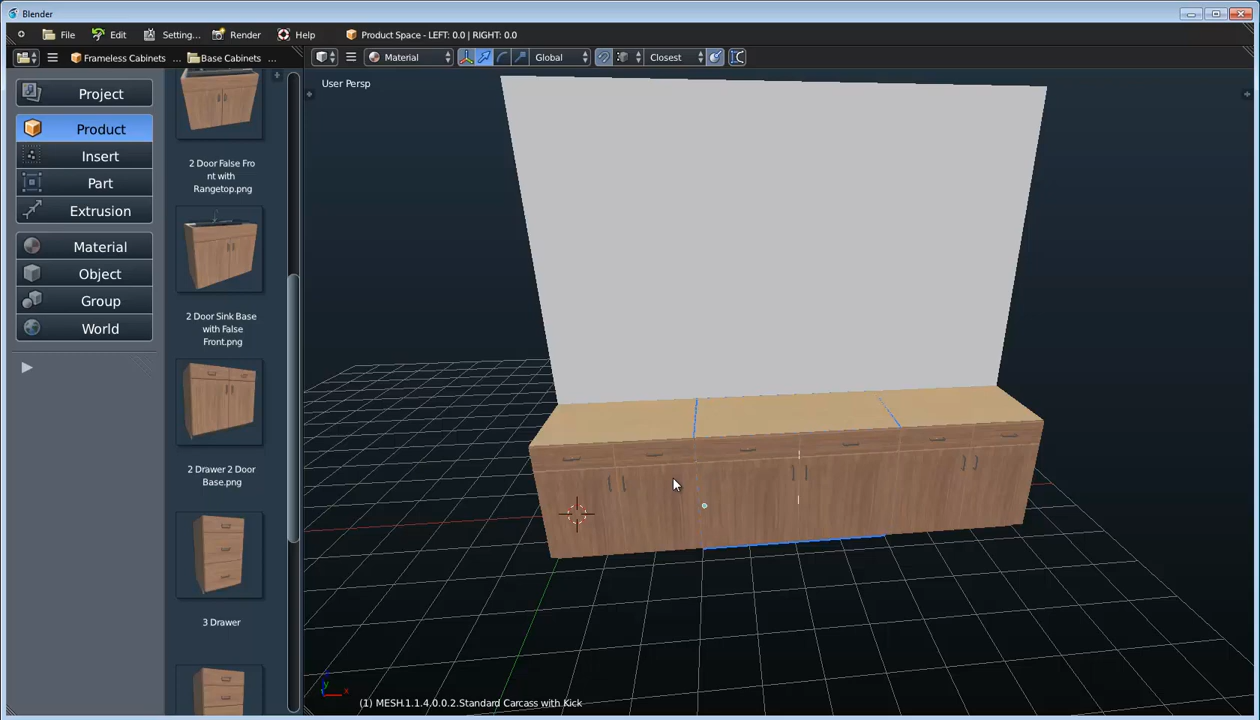 Blender
File Edit Setting... Render Help Product Space - LEFT: 0.0 | RIGHT: 0.0
Frameless Cabinets ... Base Cabinets ... Material Global Closest
User Persp
Project
Product
Insert
Part
Extrusion
Material
Object
Group
World
2 Door False Fro
nt with
Rangetop.png
2 Door Sink Base
with False
Front.png
2 Drawer 2 Door
Base.png
3 Drawer
y
x
(1) MESH.1.1.4.0.0.2.Standard Carcass with Kick